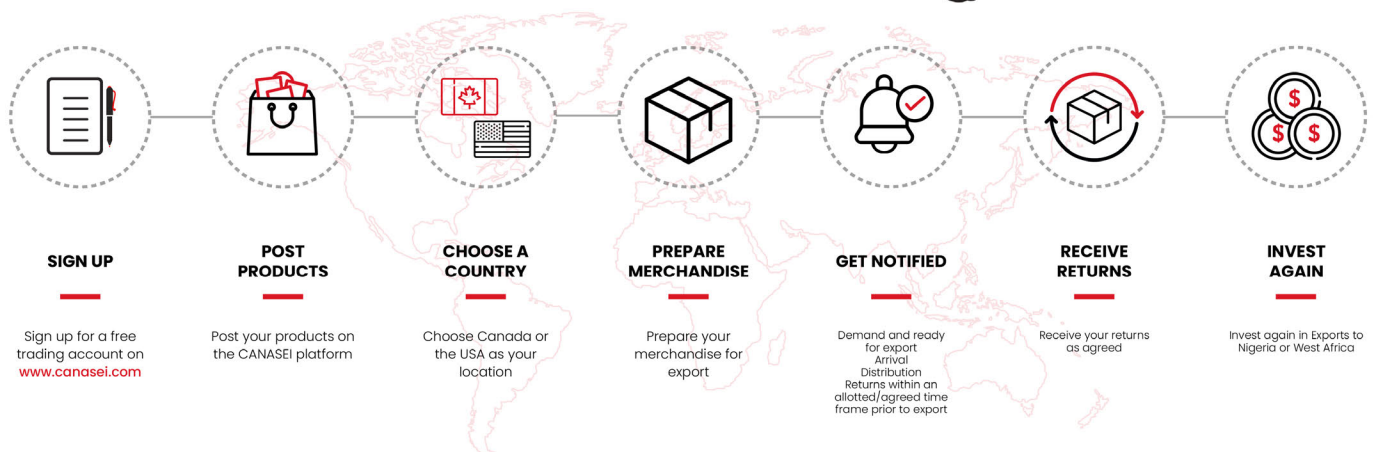 SIGN UP
Sign up for a free
trading account on
www.canasei.com
POST
PRODUCTS
Post your products on
the CANASEI platform
CHOOSE A
COUNTRY
Choose Canada or
the USA as your
location
PREPARE
MERCHANDISE
Prepare your
merchandise for
export
GET NOTIFIED
Demand and ready
for export
Arrival
Distribution
Returns within an
allotted/agreed time
frame prior to export
RECEIVE
RETURNS
Receive your returns
as agreed
$
$ $
INVEST
AGAIN
Invest again in Exports to
Nigeria or West Africa